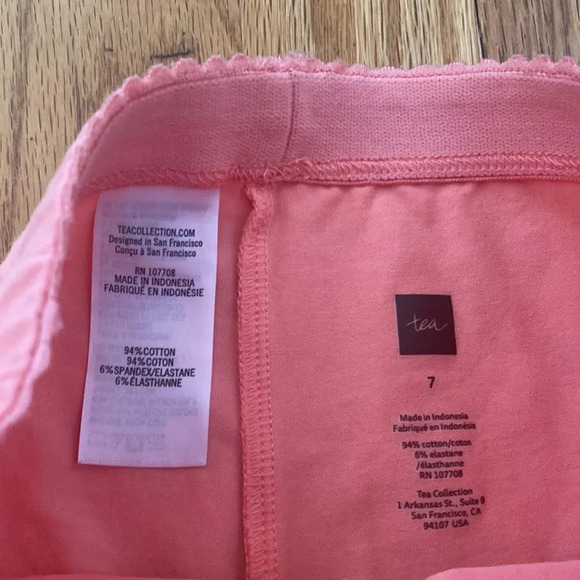 TEACOLLECTION.COM
Designed in San Francisco
Conçu à San Francisco
RN 107708
MADE IN INDONESIA
FABRIQUÉ EN INDONÉSIE
94%COTTON
94%COTON
6%SPANDEX/ELASTANE
6%ÉLASTHANNE
tea
7
Made in Indonesia
Fabriqué en Indonésie
94% cotton/coton
6% elastane
/élasthanne
RN 107708
Tea Collection
1 Arkansas St., Suite B
San Francisco, CA
94107 USA